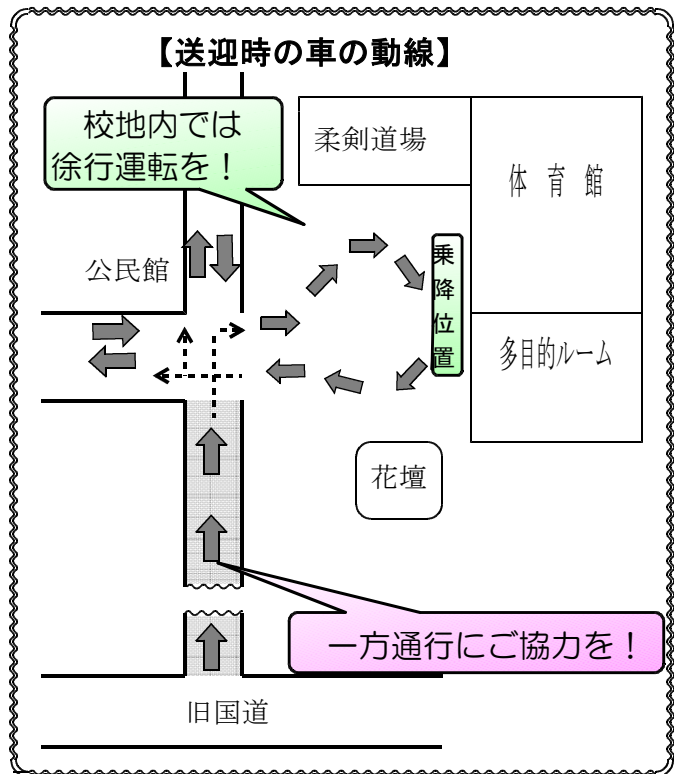 【送迎時の車の動線】
校地内では
徐行運転を！
柔剣道場
体育館
公民館
乗降位置
多目的ルーム
花壇
一方通行にご協力を！
旧国道